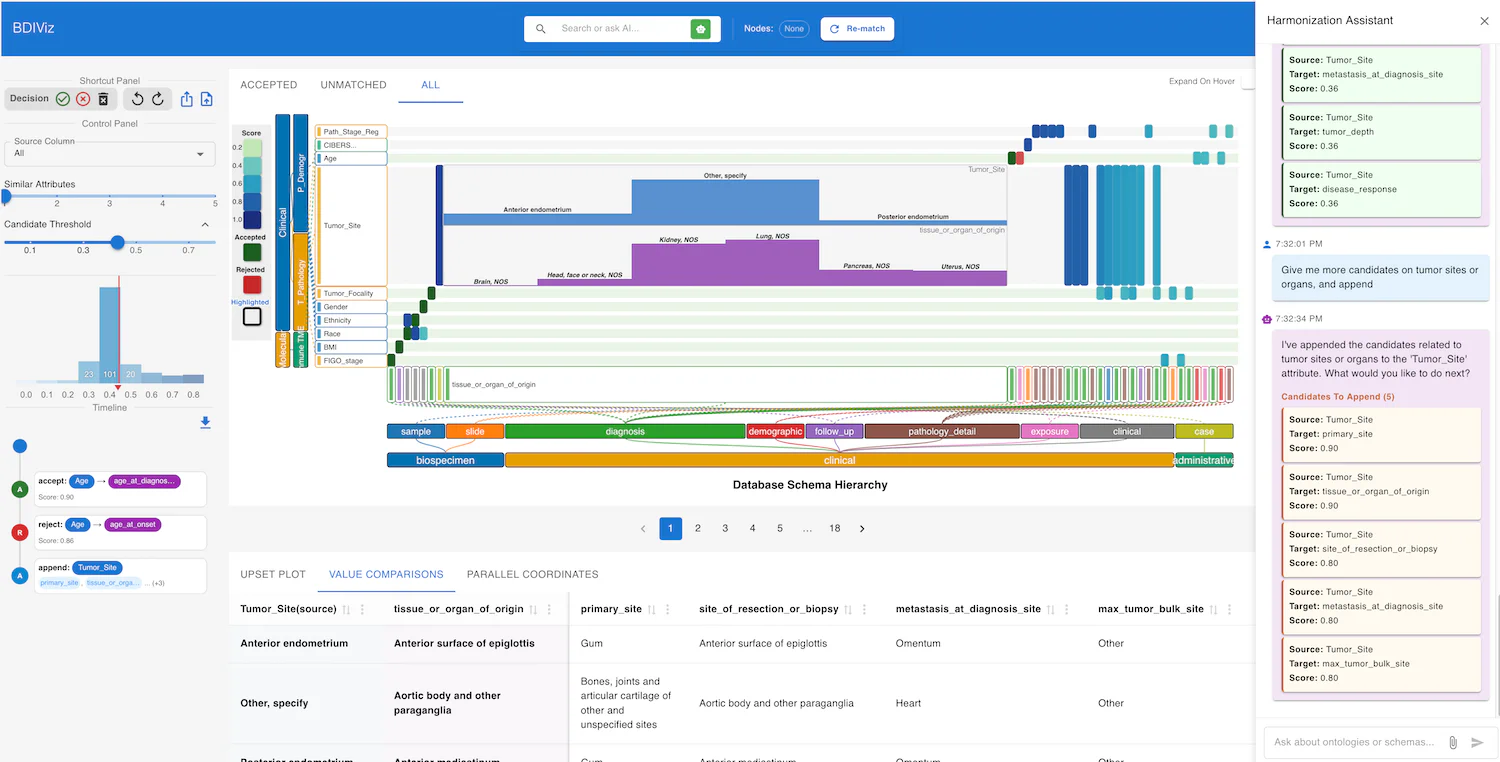 BDIViz
Search or ask AI...
Nodes:
None
Re-match
Shortcut Panel
Decision
Control Panel
Source Column
All
Similar Attributes
2
3
4
5
Candidate Threshold
0.1
0.3
0.5
0.7
23
101
20
0.0 0.1 0.2 0.3 0.4 0.5 0.6 0.7 0.8
Timeline
A
accept: Age → age_at_diagnos...
Score: 0.90
R
reject: Age → age_at_onset
Score: 0.86
A
append: Tumor_Site
primary_site, tissue_or_orga... ... (+3)
ACCEPTED
UNMATCHED
ALL
Expand On Hover
Score
0.2
0.4
0.6
0.8
1.0
Accepted
Rejected
Highlighted
Clinical
P_Demogr
T_Pathology
Path_Stage_Reg
CIBERS...
Age
Tumor_Site
Tumor_Focality
Gender
Ethnicity
Race
BMI
FIGO_stage
Tumor_Site
Other, specify
Anterior endometrium
Posterior endometrium
tissue_or_organ_of_origin
Kidney, NOS
Lung, NOS
Brain, NOS
Head, face or neck, NOS
Pancreas, NOS
Uterus, NOS
tissue_or_organ_of_origin
sample
slide
diagnosis
demographic
follow_up
pathology_detail
exposure
clinical
case
biospecimen
clinical
administrative
Database Schema Hierarchy
1
2
3
4
5
...
18
UPSET PLOT
VALUE COMPARISONS
PARALLEL COORDINATES
Tumor_Site(source)
tissue_or_organ_of_origin
primary_site
site_of_resection_or_biopsy
metastasis_at_diagnosis_site
max_tumor_bulk_site
Anterior endometrium
Anterior surface of epiglottis
Gum
Anterior surface of epiglottis
Omentum
Other
Other, specify
Aortic body and other
paraganglia
Bones, joints and
articular cartilage of
other and
unspecified sites
Aortic body and other paraganglia
Heart
Other
Posterior endometrium
Anterior mediastinum
Gum
Anterior mediastinum
Omentum
Other
Harmonization Assistant
Source: Tumor_Site
Target: metastasis_at_diagnosis_site
Score: 0.36
Source: Tumor_Site
Target: tumor_depth
Score: 0.36
Source: Tumor_Site
Target: disease_response
Score: 0.36
7:32:01 PM
Give me more candidates on tumor sites or
organs, and append
7:32:34 PM
I've appended the candidates related to
tumor sites or organs to the 'Tumor_Site'
attribute. What would you like to do next?
Candidates To Append (5)
Source: Tumor_Site
Target: primary_site
Score: 0.90
Source: Tumor_Site
Target: tissue_or_organ_of_origin
Score: 0.90
Source: Tumor_Site
Target: site_of_resection_or_biopsy
Score: 0.80
Source: Tumor_Site
Target: metastasis_at_diagnosis_site
Score: 0.80
Source: Tumor_Site
Target: max_tumor_bulk_site
Score: 0.80
Ask about ontologies or schemas...